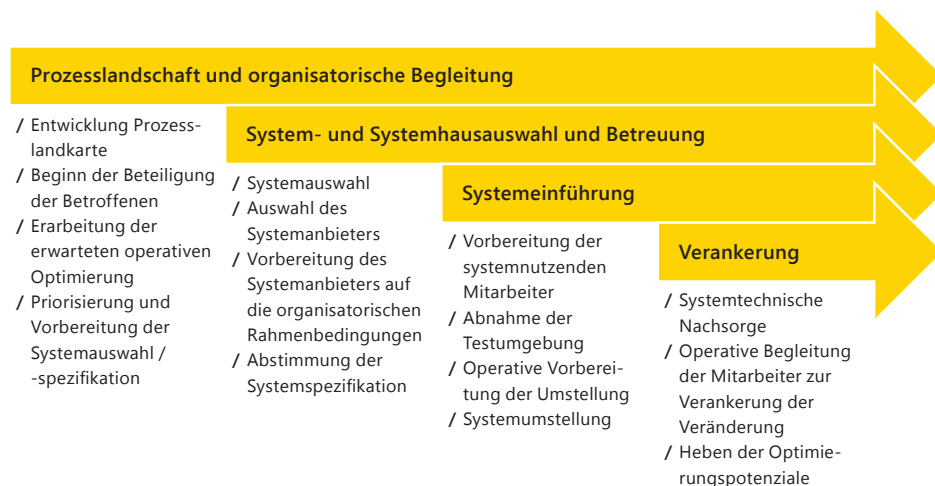 Prozesslandschaft und organisatorische Begleitung
/ Entwicklung Prozess-
landkarte
/ Beginn der Beteiligung
der Betroffenen
/ Erarbeitung der
erwarteten operativen
Optimierung
/ Priorisierung und
Vorbereitung der
Systemauswahl /
-spezifikation
System- und Systemhausauswahl und Betreuung
/ Systemauswahl
/ Auswahl des
Systemanbieters
/ Vorbereitung des
Systemanbieters auf
die organisatorischen
Rahmenbedingungen
/ Abstimmung der
Systemspezifikation
Systemeinführung
/ Vorbereitung der
systemnutzenden
Mitarbeiter
/ Abnahme der
Testumgebung
/ Operative Vorberei-
tung der Umstellung
/ Systemumstellung
Verankerung
/ Systemtechnische
Nachsorge
/ Operative Begleitung
der Mitarbeiter zur
Verankerung der
Veränderung
/ Heben der Optimie-
rungspotenziale